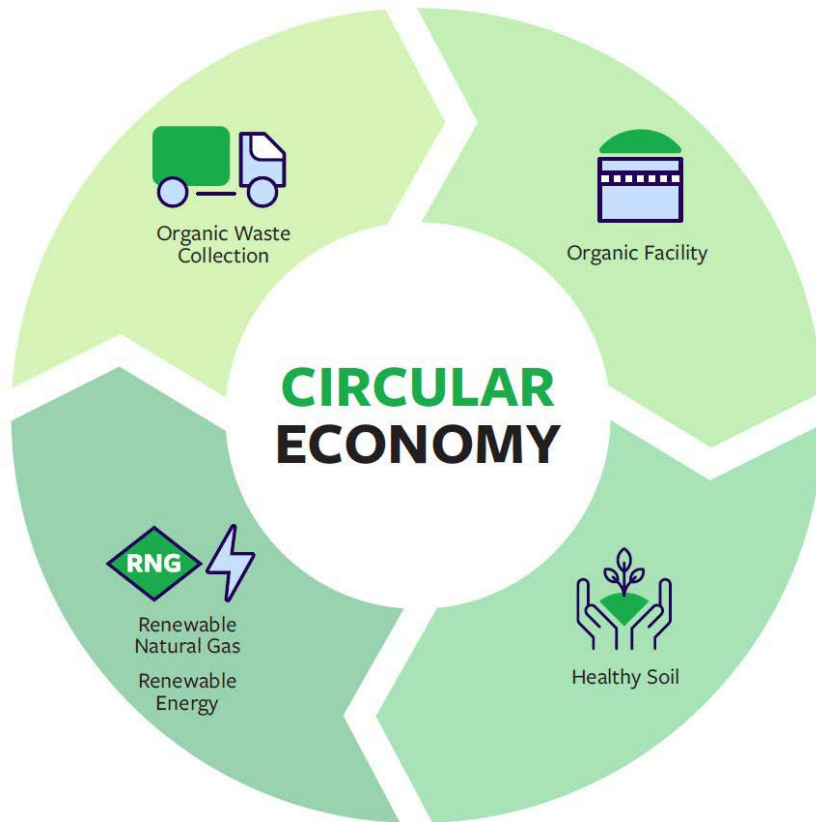 Organic Waste
Collection
Organic Facility
CIRCULAR
ECONOMY
RNG
Renewable
Natural Gas
Renewable
Energy
Healthy Soil